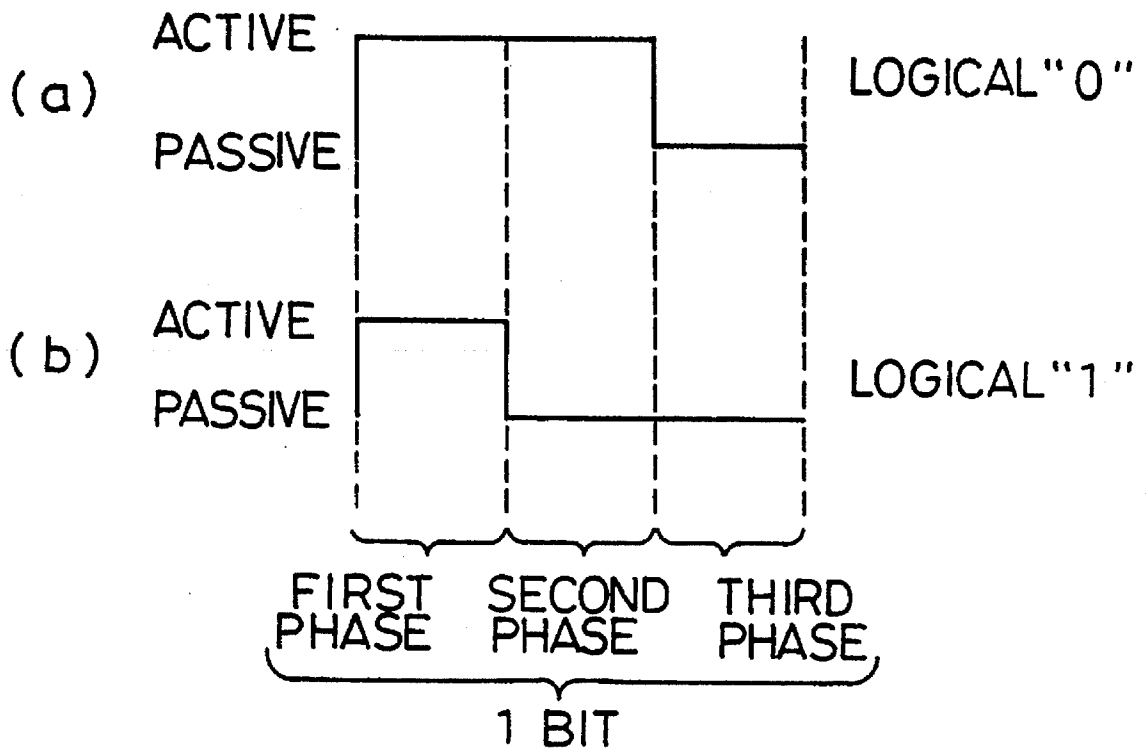 (a)
ACTIVE
PASSIVE
LOGICAL "0"
(b)
ACTIVE
PASSIVE
LOGICAL "1"
FIRST PHASE
SECOND PHASE
THIRD PHASE
1 BIT